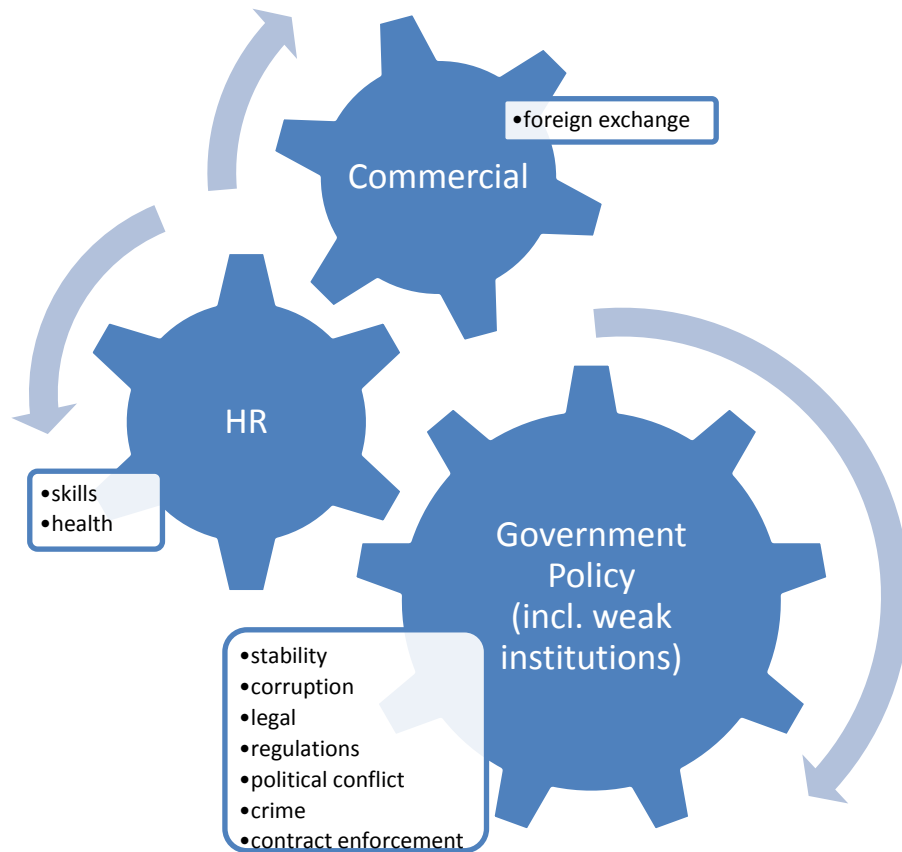 •foreign exchange
Commercial
HR
•skills
•health
Government
Policy
(incl. weak
institutions)
•stability
•corruption
•legal
•regulations
•political conflict
•crime
•contract enforcement